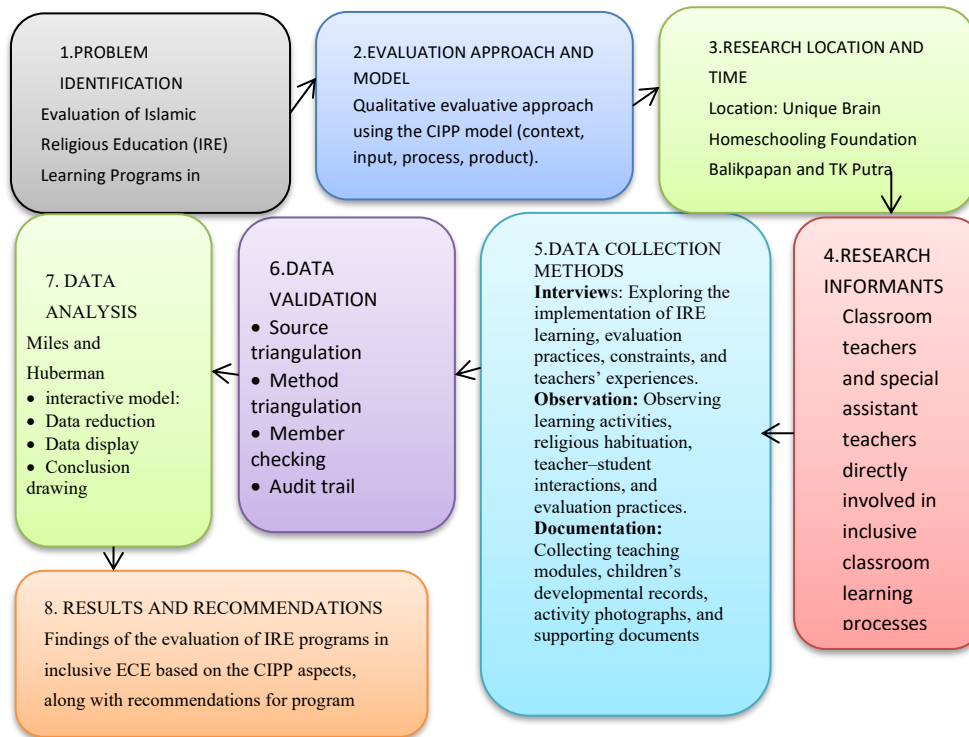 1.PROBLEM
IDENTIFICATION
Evaluation of Islamic
Religious Education (IRE)
Learning Programs in
2.EVALUATION APPROACH AND
MODEL
Qualitative evaluative approach
using the CIPP model (context,
input, process, product).
3.RESEARCH LOCATION AND
TIME
Location: Unique Brain
Homeschooling Foundation
Balikpapan and TK Putra
4.RESEARCH
INFORMANTS
Classroom
teachers
and special
assistant
teachers
directly
involved in
inclusive
classroom
learning
processes
5.DATA COLLECTION
METHODS
Interviews: Exploring the
implementation of IRE
learning, evaluation
practices, constraints, and
teachers’ experiences.
Observation: Observing
learning activities,
religious habituation,
teacher–student
interactions, and
evaluation practices.
Documentation:
Collecting teaching
modules, children’s
developmental records,
activity photographs, and
supporting documents
6.DATA
VALIDATION
• Source
triangulation
• Method
triangulation
• Member
checking
• Audit trail
7. DATA
ANALYSIS
Miles and
Huberman
• interactive model:
• Data reduction
• Data display
• Conclusion
drawing
8. RESULTS AND RECOMMENDATIONS
Findings of the evaluation of IRE programs in
inclusive ECE based on the CIPP aspects,
along with recommendations for program